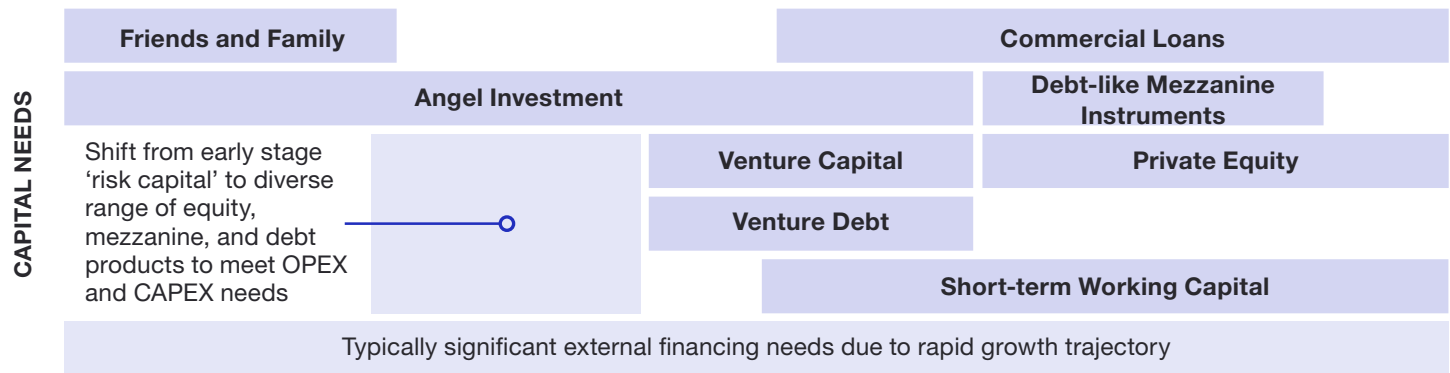 CAPITAL NEEDS
Friends and Family
Commercial Loans
Angel Investment
Debt-like Mezzanine
Instruments
Shift from early stage
‘risk capital’ to diverse
range of equity,
mezzanine, and debt
products to meet OPEX
and CAPEX needs
Venture Capital
Private Equity
Venture Debt
Short-term Working Capital
Typically significant external financing needs due to rapid growth trajectory